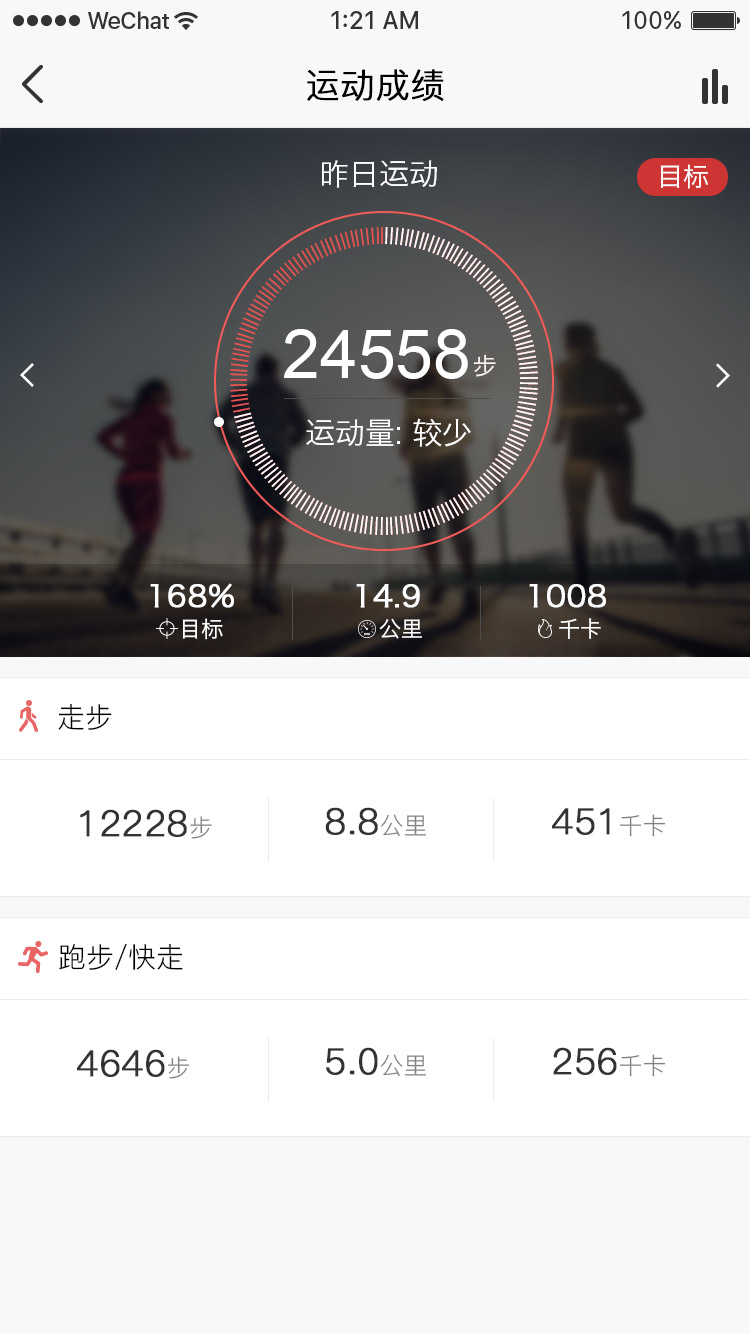 WeChat 1:21 AM 100%
运动成绩
昨日运动 目标
24558步
运动量: 较少
168% 14.9 1008
目标 公里 千卡
走步
12228步 8.8公里 451千卡
跑步/快走
4646步 5.0公里 256千卡